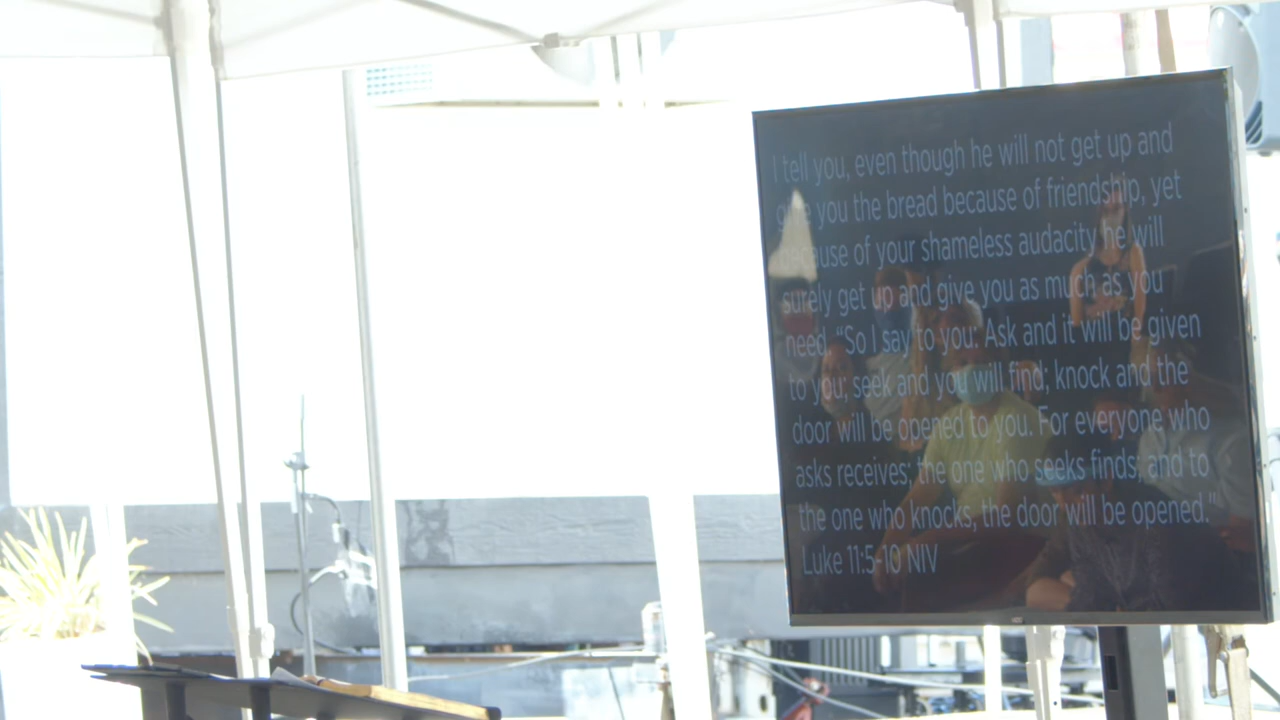 I tell you, even though he will not get up and
give you the bread because of friendship, yet
because of your shameless audacity he will
surely get up and give you as much as you
need. "So I say to you: Ask and it will be given
to you; seek and you will find; knock and the
door will be opened to you. For everyone who
asks receives; the one who seeks finds; and to
the one who knocks, the door will be opened."
Luke 11:5-10 NIV